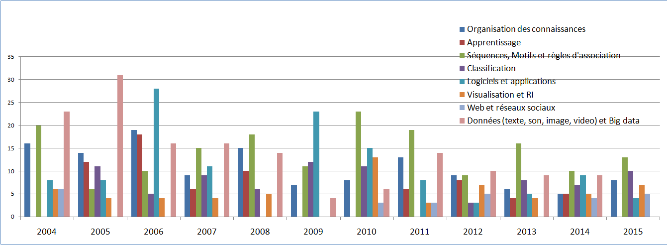 Organisation des connaissances
Apprentissage
Séquences, Motifs et règles d'association
Classification
Logiciels et applications
Visualisation et RI
Web et réseaux sociaux
Données (texte, son, image, video) et Big data
35
30
25
20
15
10
5
0
2004 2005 2006 2007 2008 2009 2010 2011 2012 2013 2014 2015